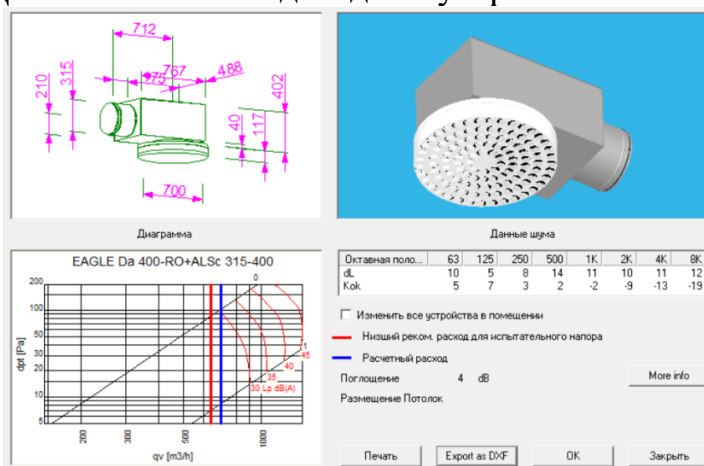 712
767
488
175
210
315
402
40
117
700
Диаграмма
Данные шума
EAGLE Da 400-RO+ALSc 315-400
200
100
50
30
20
10
5
dpt [Pa]
0
1
45
40
35
30 Lp dB(A)
200
300
500
1000
qv [m3/h]
Октавная поло... 63 125 250 500 1K 2K 4K 8K
dL 10 5 8 14 11 10 11 12
Kok 5 7 3 2 -2 -9 -13 -19
Изменить все устройства в помещении
Низший реком. расход для испытательного напора
Расчетный расход
Поглощение 4 dB
More info
Размещение Потолок
Печать Export as DXF OK Закрыть